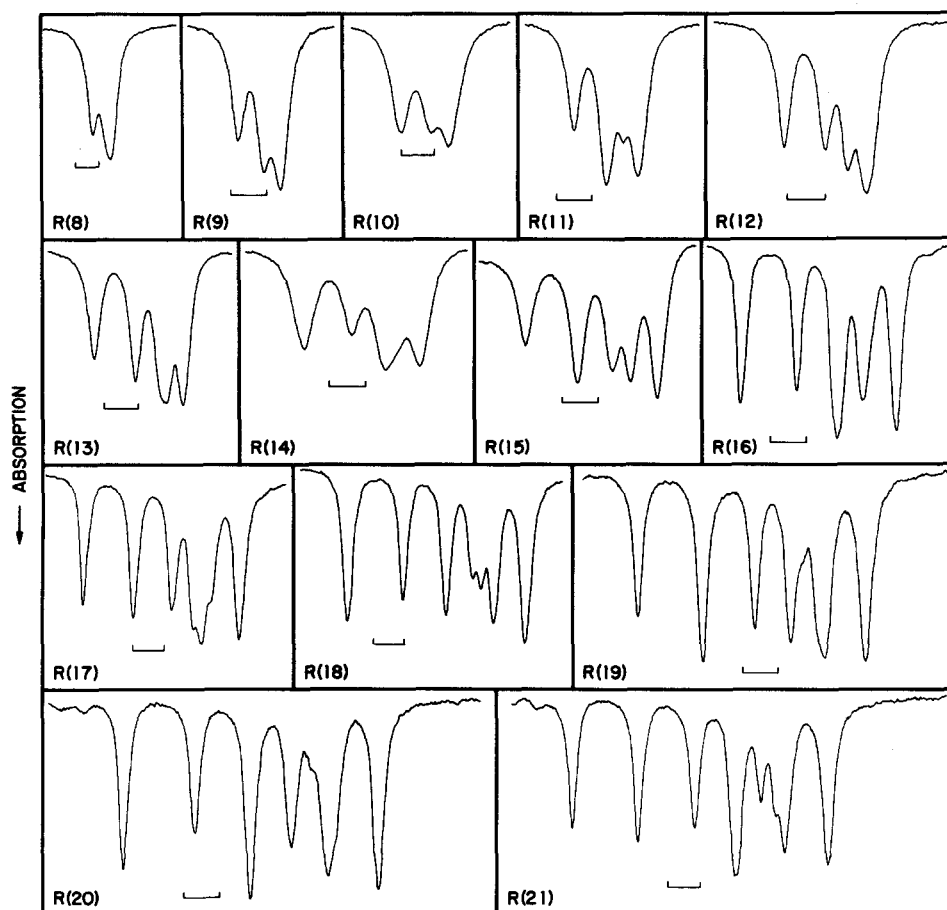 R(8)
R(9)
R(10)
R(11)
R(12)
R(13)
R(14)
R(15)
R(16)
← ABSORPTION
R(17)
R(18)
R(19)
R(20)
R(21)